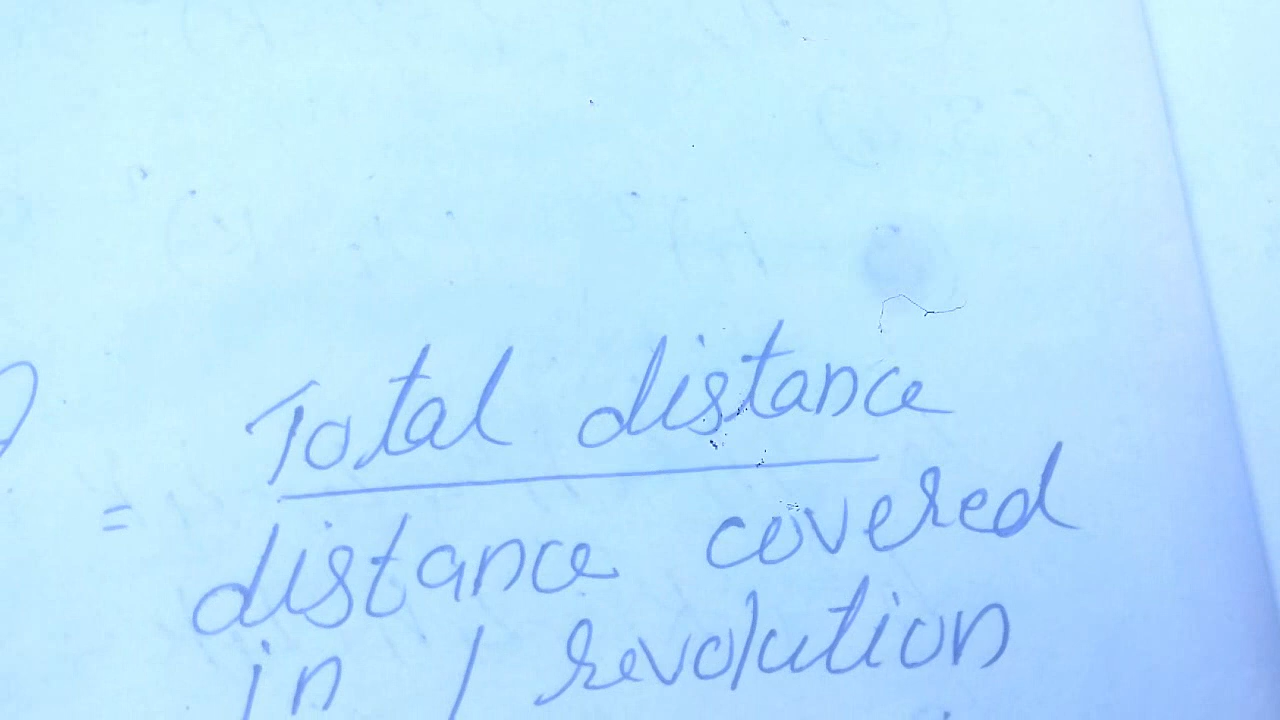 Total distance
=
distance covered
in 1 revolution